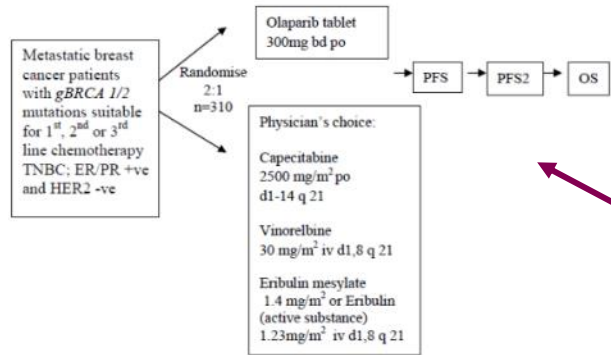 Metastatic breast
cancer patients
with gBRCA 1/2
mutations suitable
for 1st, 2nd or 3rd
line chemotherapy
TNBC; ER/PR +ve
and HER2 -ve
Randomise
2:1
n=310
Olaparib tablet
300mg bd po
Physician's choice:
Capecitabine
2500 mg/m² po
d1-14 q 21
Vinorelbine
30 mg/m² iv d1,8 q 21
Eribulin mesylate
1.4 mg/m² or Eribulin
(active substance)
1.23mg/m² iv d1,8 q 21
PFS
PFS2
OS